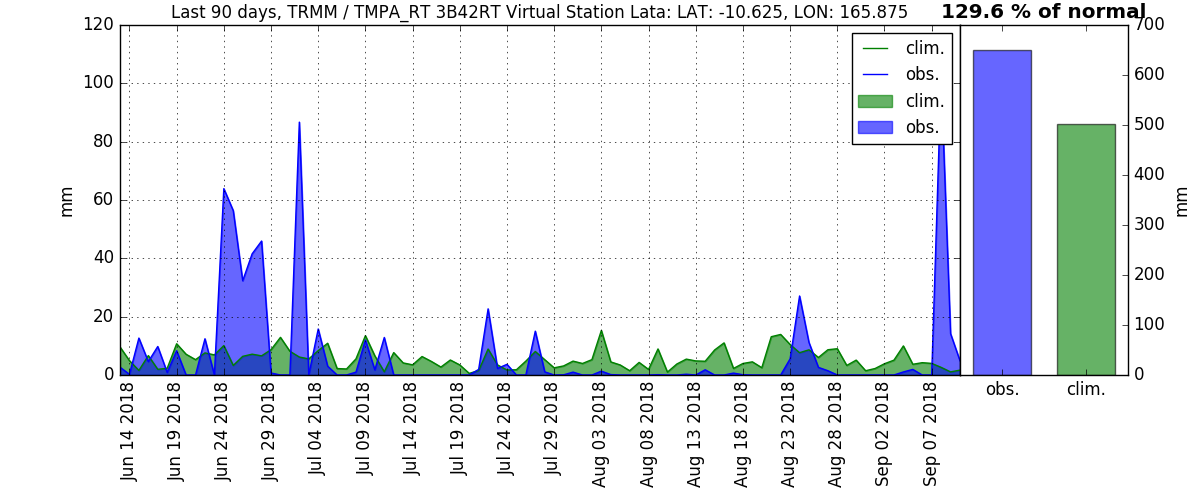 Last 90 days, TRMM / TMPA_RT 3B42RT Virtual Station Lata: LAT: -10.625, LON: 165.875
129.6 % of normal
120
100
80
60
40
20
0
mm
clim.
obs.
clim.
obs.
Jun 14 2018
Jun 19 2018
Jun 24 2018
Jun 29 2018
Jul 04 2018
Jul 09 2018
Jul 14 2018
Jul 19 2018
Jul 24 2018
Jul 29 2018
Aug 03 2018
Aug 08 2018
Aug 13 2018
Aug 18 2018
Aug 23 2018
Aug 28 2018
Sep 02 2018
Sep 07 2018
700
600
500
400
300
200
100
0
mm
obs.
clim.